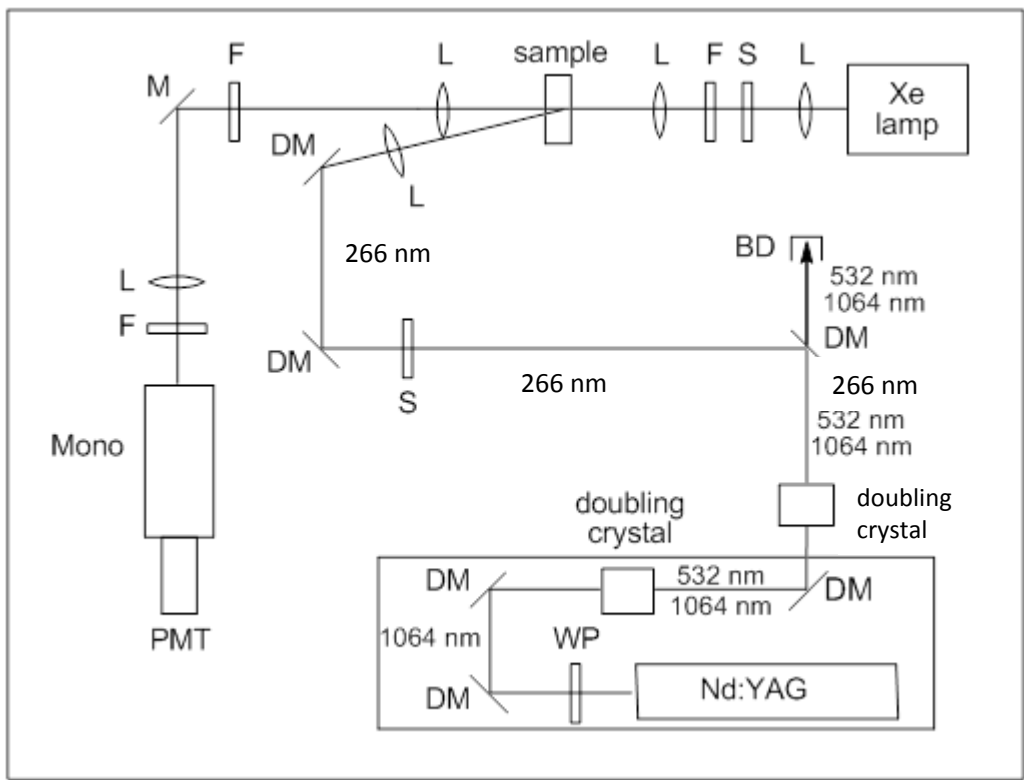 F
L
sample
L
F
S
L
M
Xe
lamp
DM
L
266 nm
BD
532 nm
1064 nm
L
F
DM
DM
S
266 nm
266 nm
532 nm
1064 nm
Mono
doubling
crystal
doubling
crystal
DM
532 nm
1064 nm
DM
1064 nm
WP
PMT
DM
Nd:YAG